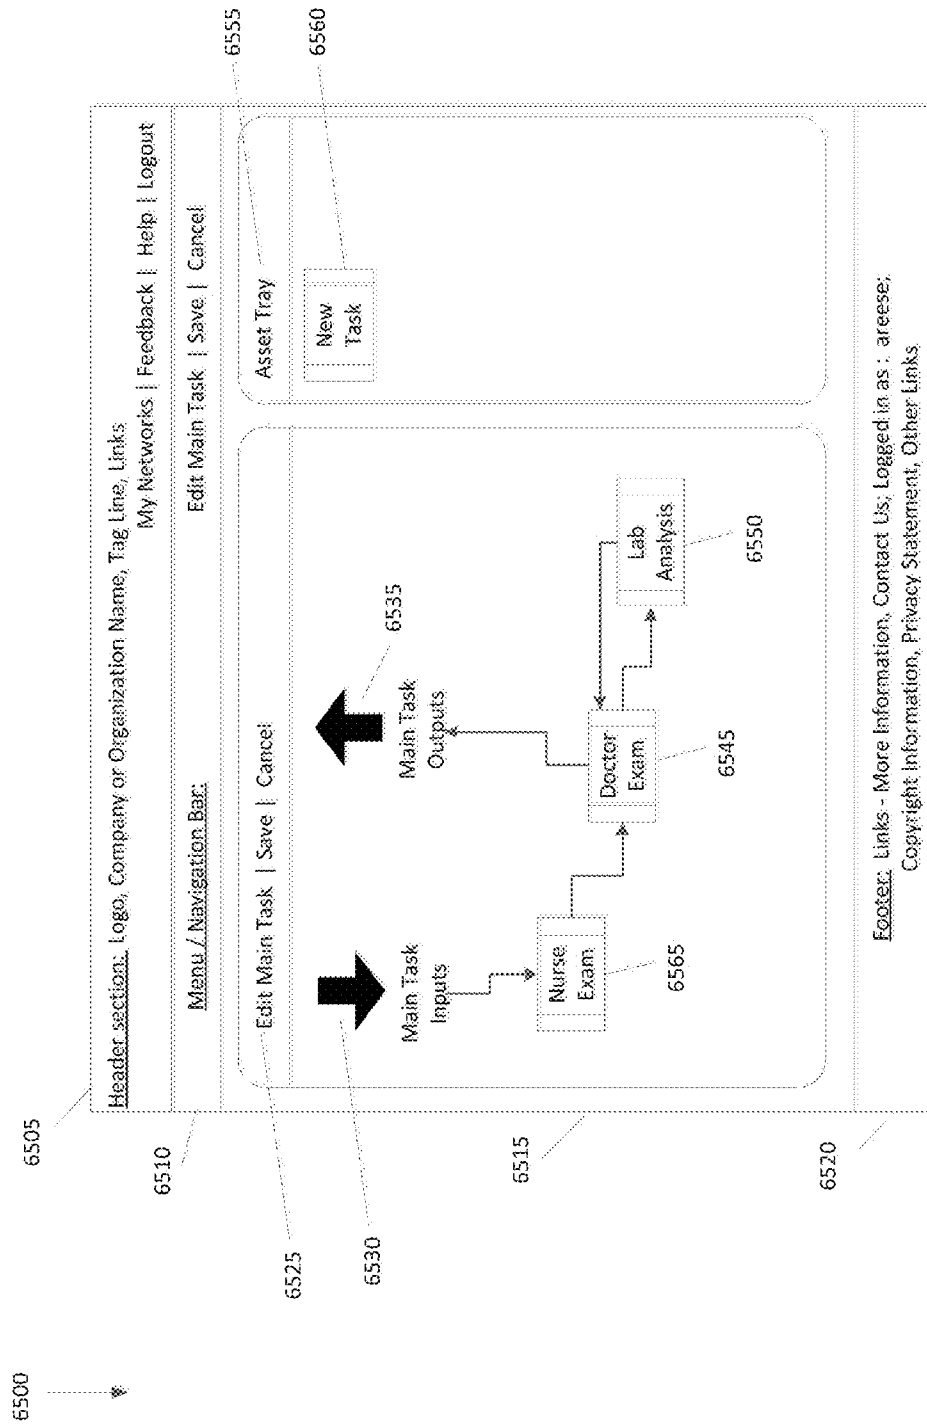 6500
6505
Header section: Logo, Company or Organization Name, Tag Line, Links
My Networks | Feedback | Help | Logout
6510
Menu / Navigation Bar:
Edit Main Task | Save | Cancel
6525
Edit Main Task | Save | Cancel
Asset Tray
6555
6530
6535
New
Task
6560
Main Task
Inputs
Main Task
Outputs
6515
Nurse
Exam
6565
Doctor
Exam
6545
Lab
Analysis
6550
6520
Footer: Links - More Information, Contact Us; Logged in as : areese;
Copyright Information, Privacy Statement, Other Links